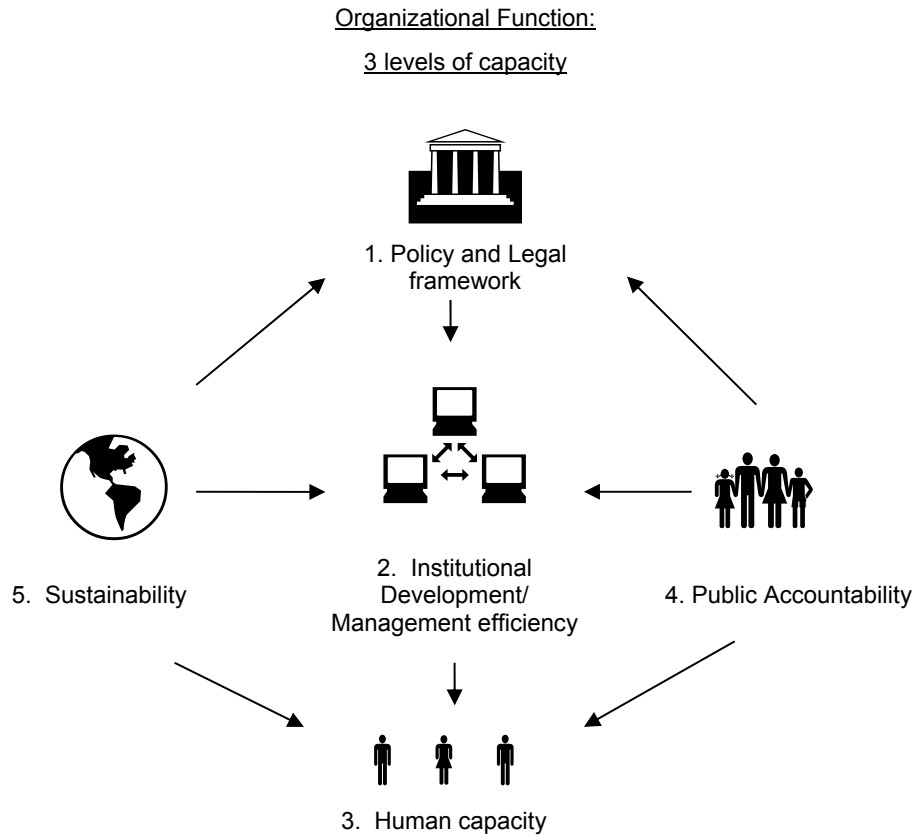 Organizational Function:
3 levels of capacity
1. Policy and Legal
framework
5. Sustainability
2. Institutional
Development/
Management efficiency
4. Public Accountability
3. Human capacity